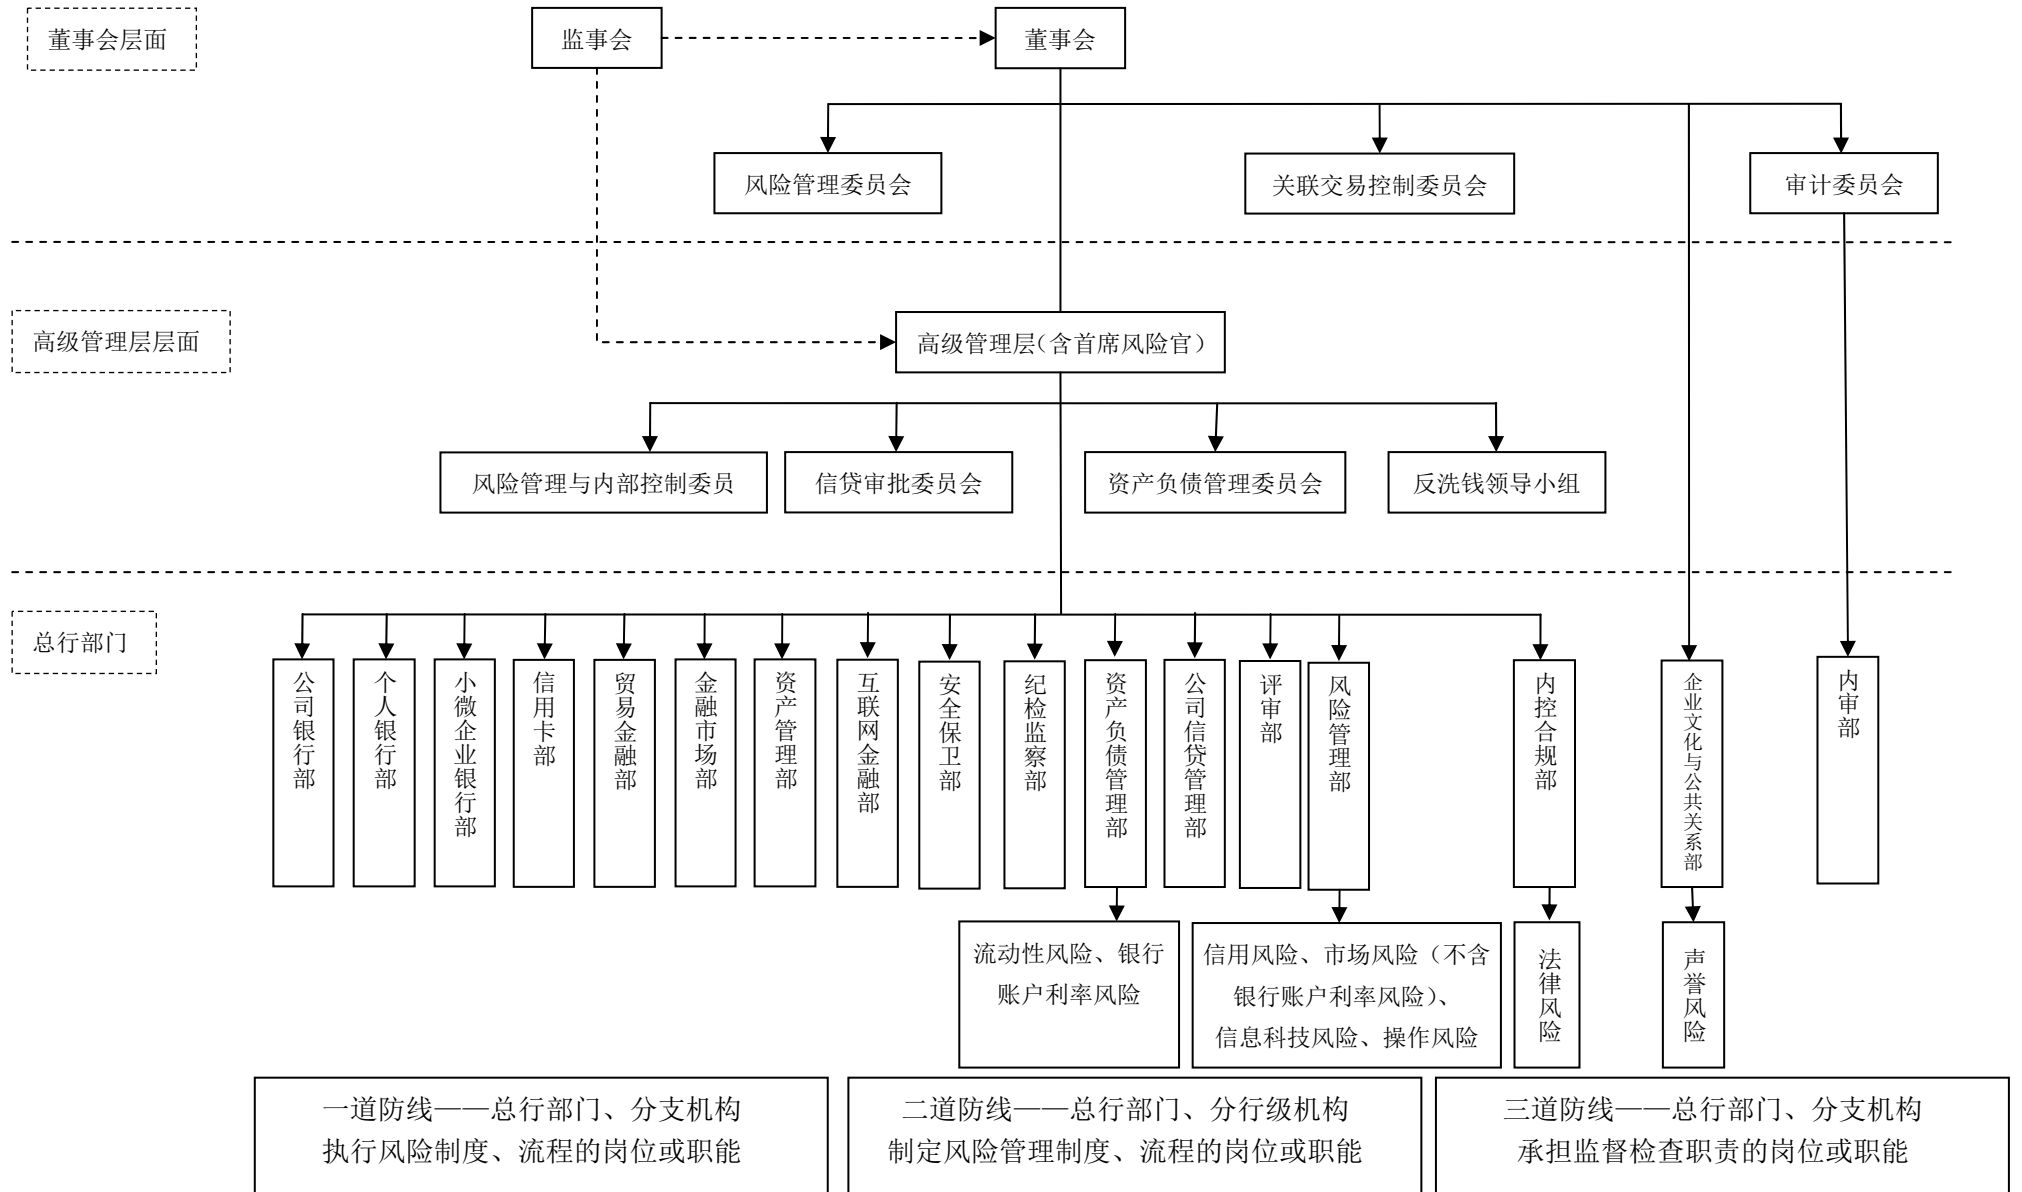 董事会层面
监事会
董事会
风险管理委员会
关联交易控制委员会
审计委员会
高级管理层层面
高级管理层（含首席风险官）
风险管理与内部控制委员
信贷审批委员会
资产负债管理委员会
反洗钱领导小组
总行部门
公司银行部
个人银行部
小微企业银行部
信用卡部
贸易金融部
金融市场部
资产管理部
互联网金融部
安全保卫部
纪检监察部
资产负债管理部
公司信贷管理部
评审部
风险管理部
内控合规部
企业文化与公共关系部
内审部
流动性风险、银行
账户利率风险
信用风险、市场风险（不含
银行账户利率风险）、
信息科技风险、操作风险
法律风险
声誉风险
一道防线——总行部门、分支机构
执行风险制度、流程的岗位或职能
二道防线——总行部门、分行级机构
制定风险管理制度、流程的岗位或职能
三道防线——总行部门、分支机构
承担监督检查职责的岗位或职能